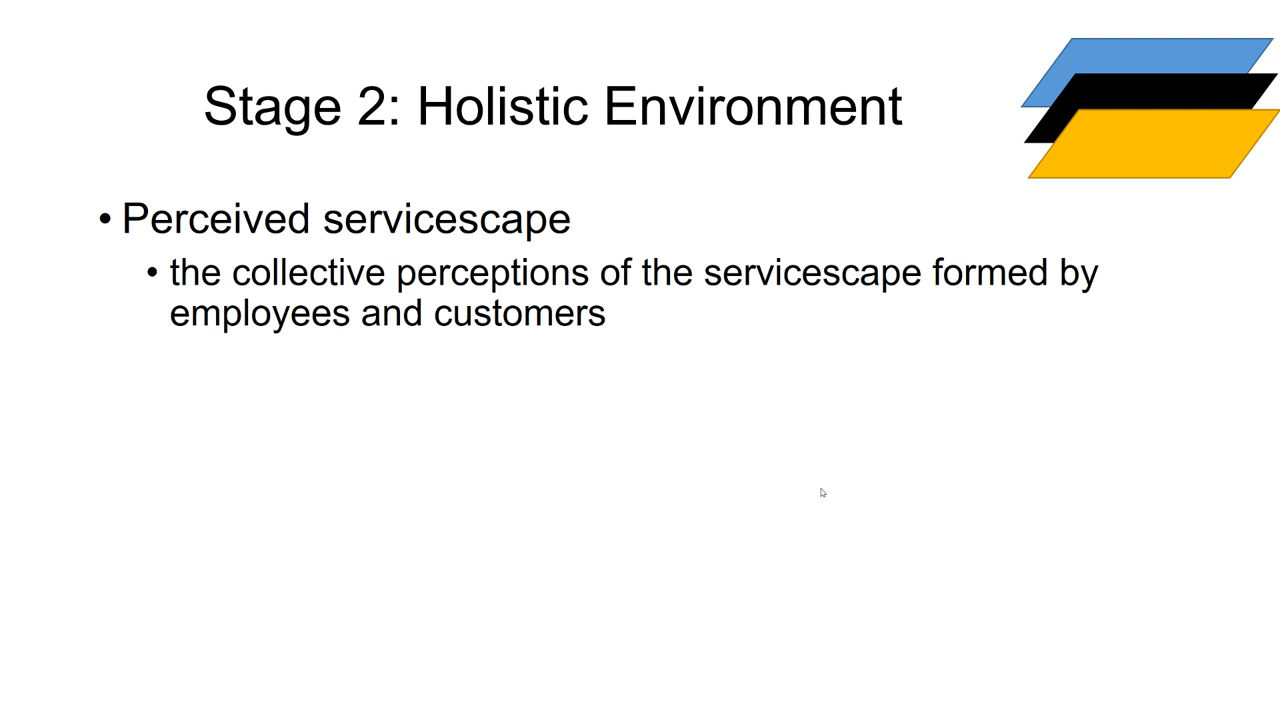 Stage 2: Holistic Environment
• Perceived servicescape
• the collective perceptions of the servicescape formed by
employees and customers